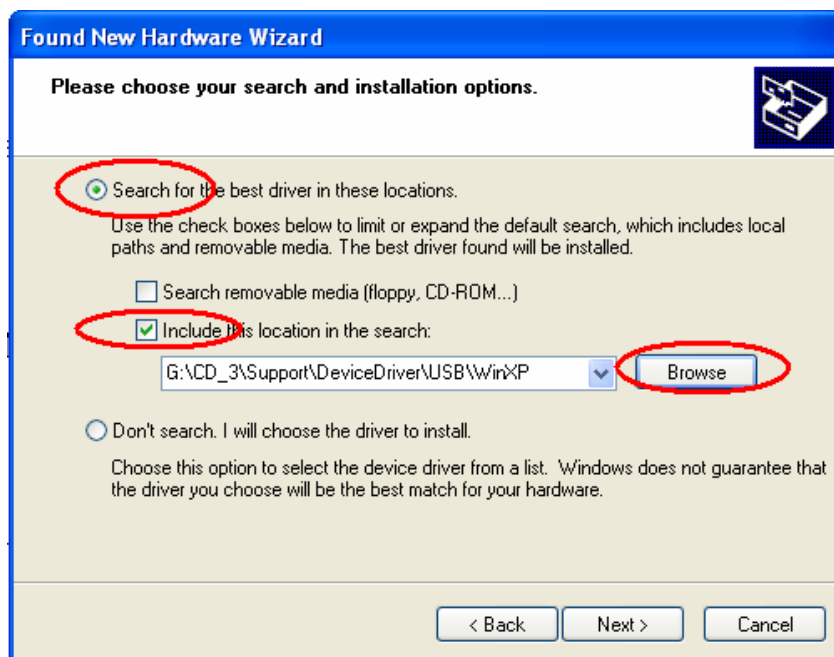 Found New Hardware Wizard
Please choose your search and installation options.
Search for the best driver in these locations.
Use the check boxes below to limit or expand the default search, which includes local
paths and removable media. The best driver found will be installed.
Search removable media (floppy, CD-ROM...)
Include this location in the search:
G:\CD_3\Support\DeviceDriver\USB\WinXP
Browse
Don't search. I will choose the driver to install.
Choose this option to select the device driver from a list. Windows does not guarantee that
the driver you choose will be the best match for your hardware.
< Back Next > Cancel